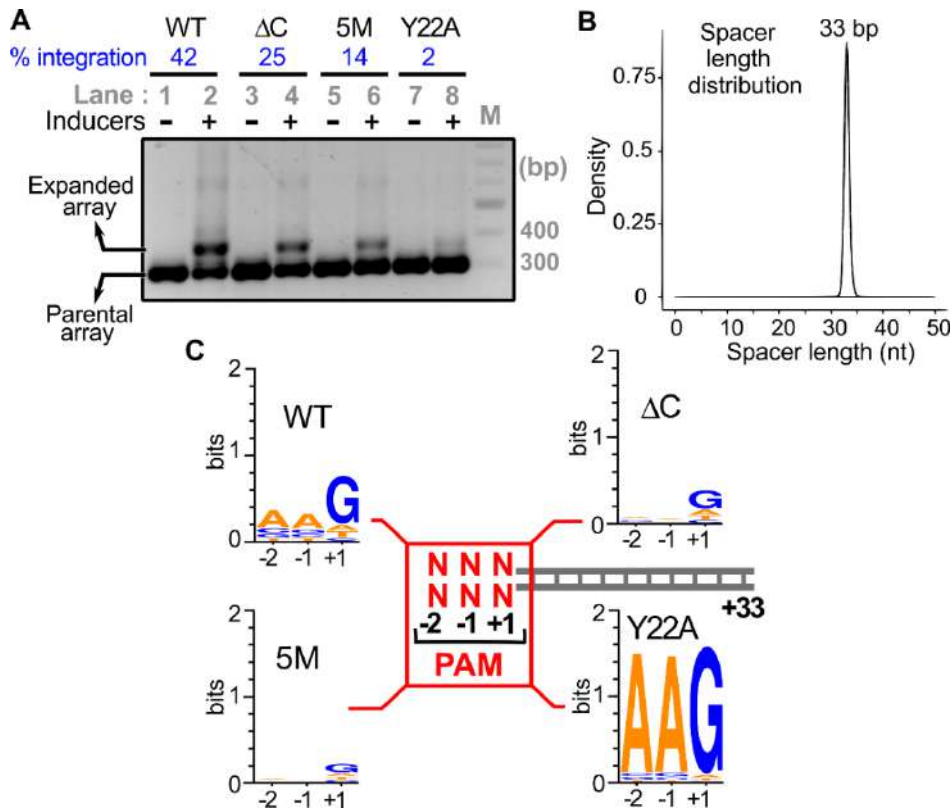 A
WT ΔC 5M Y22A
% integration 42 25 14 2
Lane : 1 2 3 4 5 6 7 8 M
Inducers - + - + - + - +
(bp)
Expanded
array
400
300
Parental
array
B
Spacer
length
distribution
33 bp
Density
0.75
0.5
0.25
0
0 10 20 30 40 50
Spacer length (nt)
C
2
1
0
bits
WT
A A G
-2 -1 +1
2
1
0
bits
ΔC
G
-2 -1 +1
N N N
N N N
-2 -1 +1
PAM
+33
2
1
0
bits
5M
G
-2 -1 +1
2
1
0
bits
Y22A
A A G
-2 -1 +1